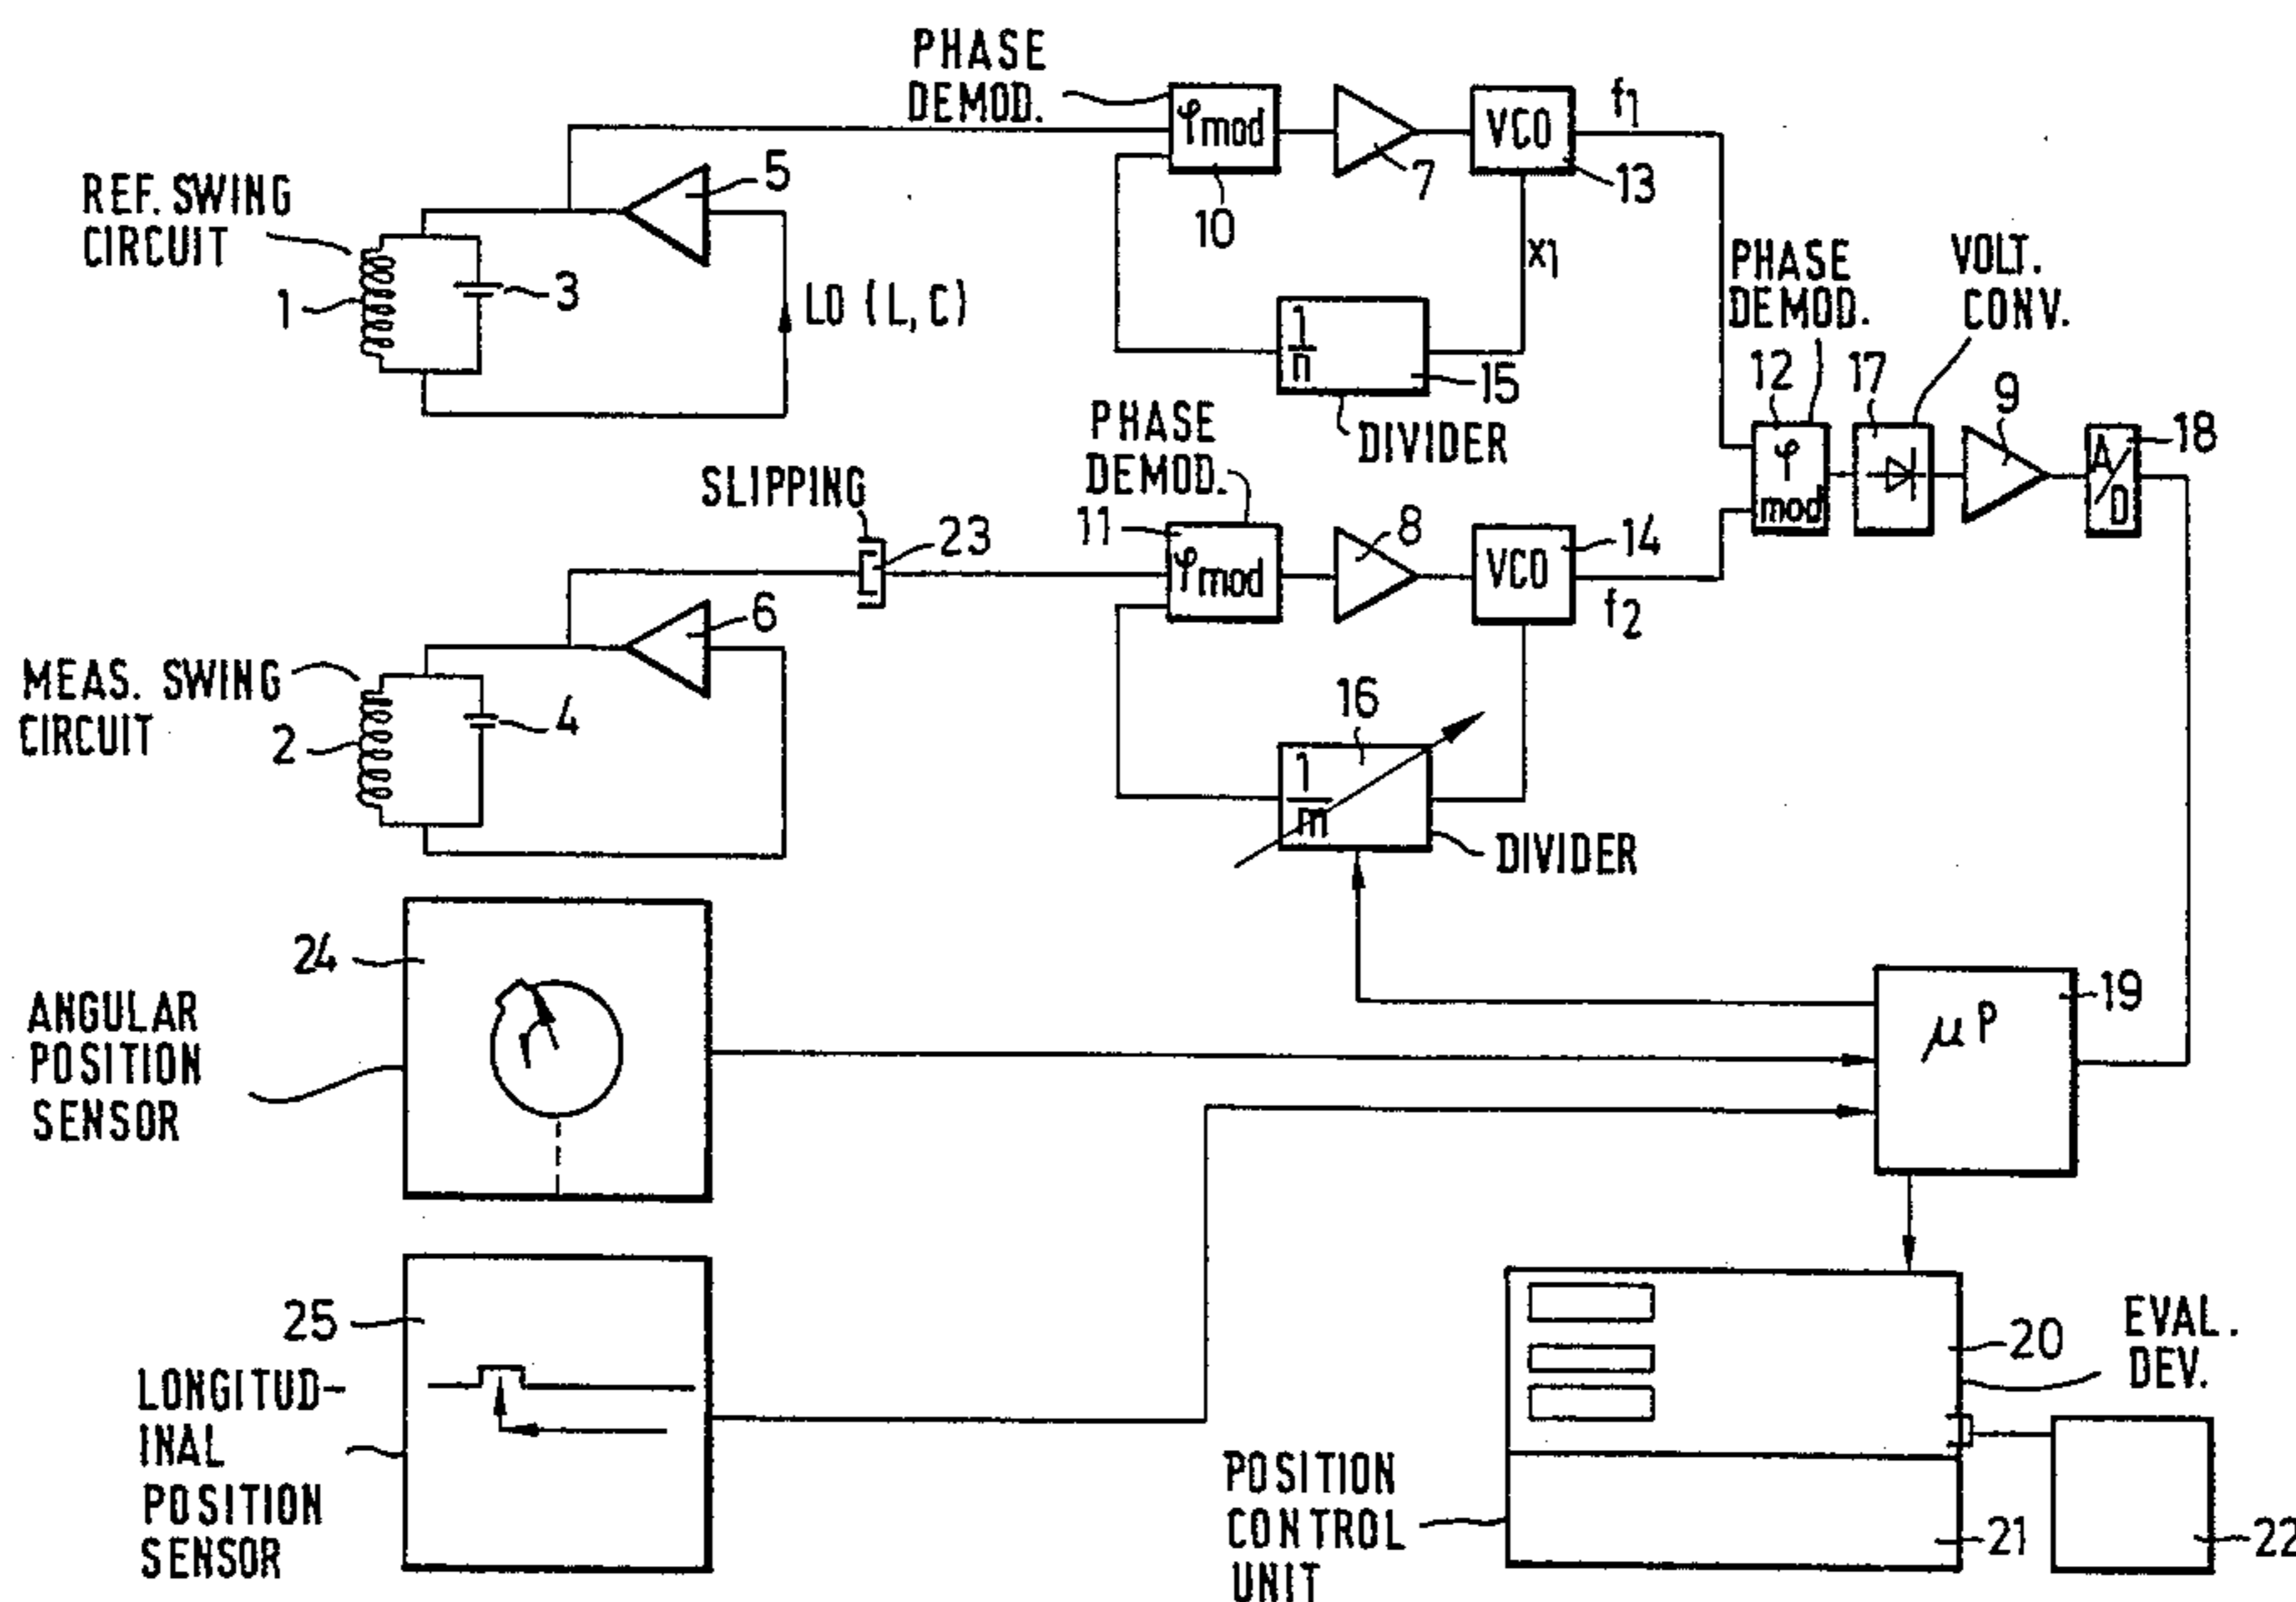 PHASE
DEMOD.
φmod
10
7
VCO
13
f1
x1
REF. SWING
CIRCUIT
1
3
5
LO (L, C)
1
n
15
DIVIDER
PHASE
DEMOD.
12
φ
mod
17
VOLT.
CONV.
9
A/D
18
SLIPPING
23
PHASE
DEMOD.
11
φmod
8
VCO
14
f2
MEAS. SWING
CIRCUIT
2
4
6
16
1
m
DIVIDER
24
ANGULAR
POSITION
SENSOR
μP
19
25
LONGITUD-
INAL
POSITION
SENSOR
20
EVAL.
DEV.
POSITION
CONTROL
UNIT
21
22